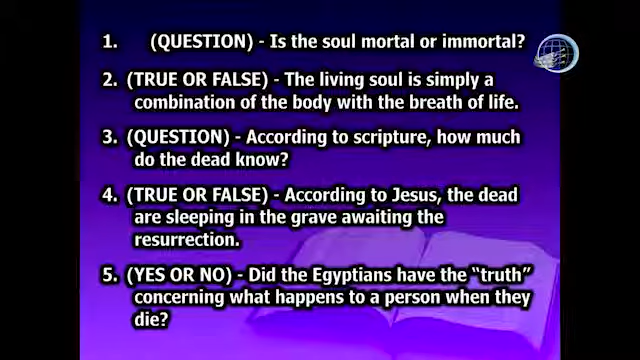 1. (QUESTION) - Is the soul mortal or immortal?
2. (TRUE OR FALSE) - The living soul is simply a
combination of the body with the breath of life.
3. (QUESTION) - According to scripture, how much
do the dead know?
4. (TRUE OR FALSE) - According to Jesus, the dead
are sleeping in the grave awaiting the
resurrection.
5. (YES OR NO) - Did the Egyptians have the “truth”
concerning what happens to a person when they
die?